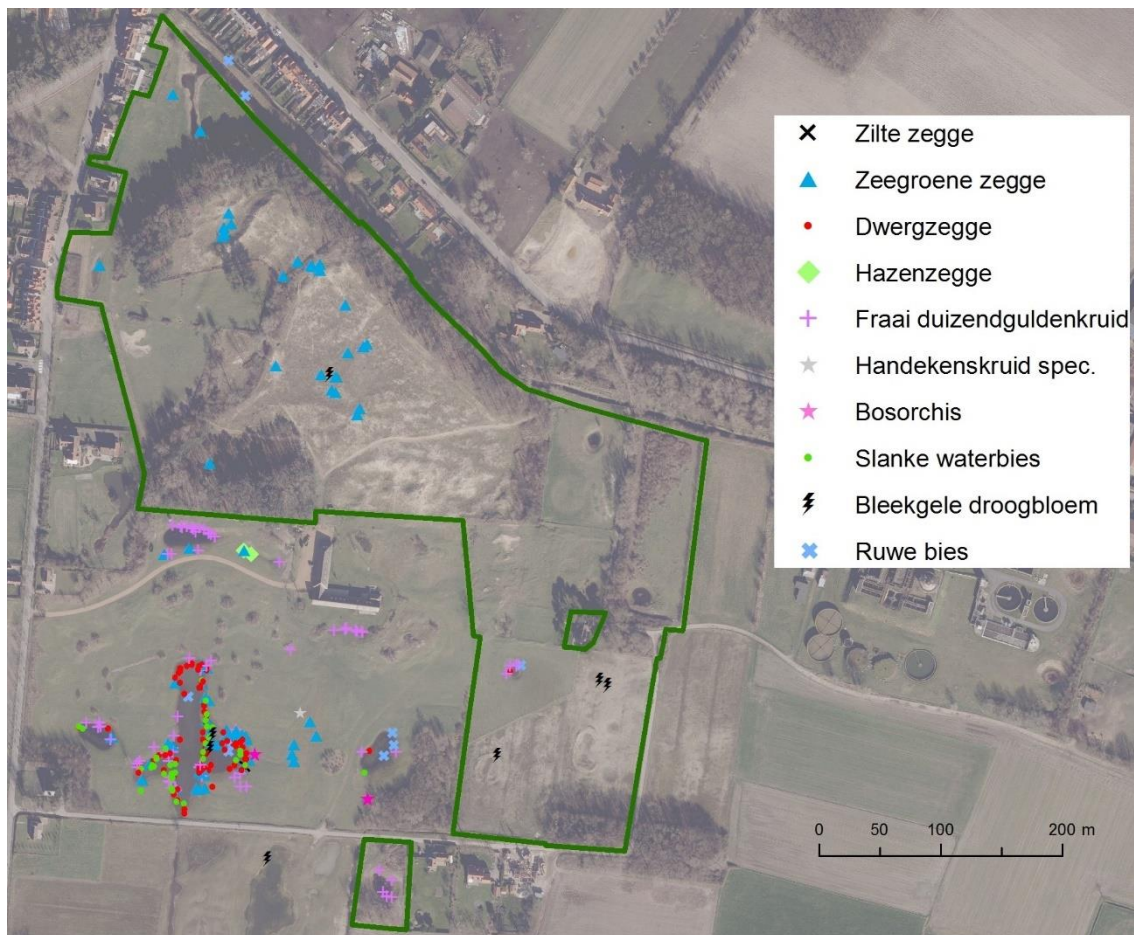 Zilte zegge
Zeegroene zegge
Dwergzegge
Hazenzegge
Fraai duizendguldenkruid
Handekenskruid spec.
Bosorchis
Slanke waterbies
Bleekgele droogbloem
Ruwe bies
0 50 100 200 m